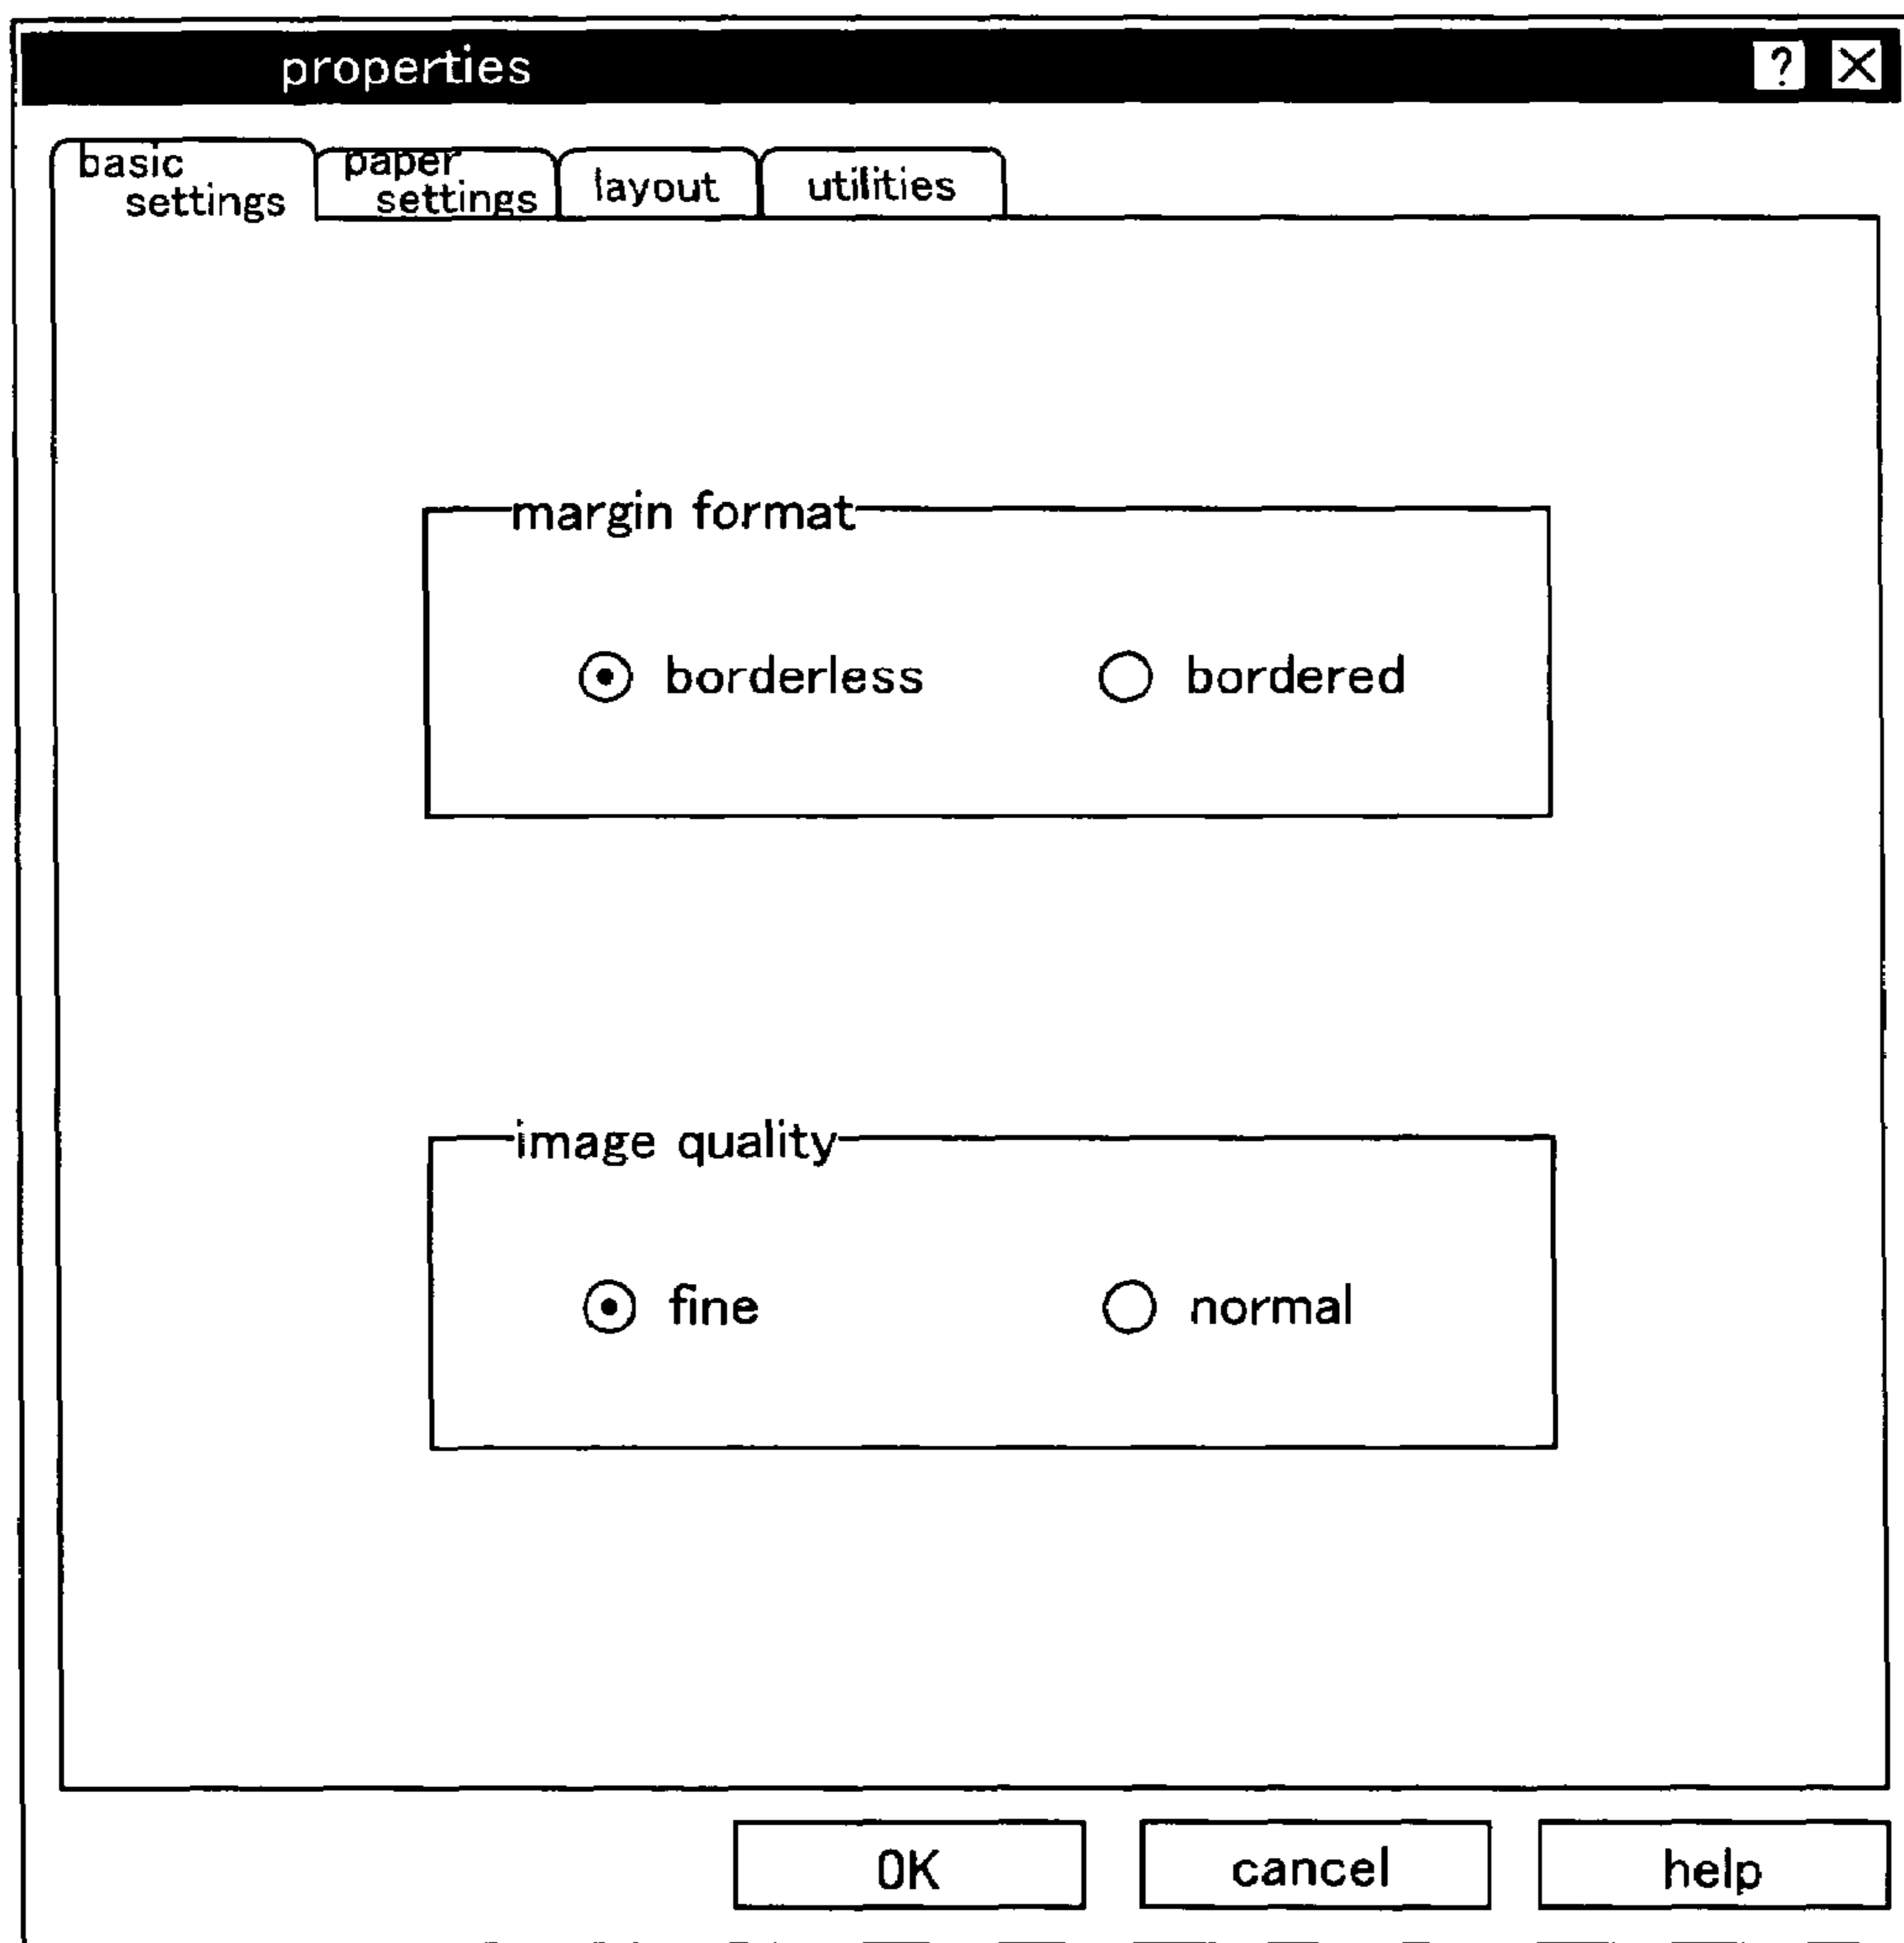 properties ? X
basic
settings
paper
settings
layout
utilities
margin format
borderless bordered
image quality
fine normal
OK cancel help